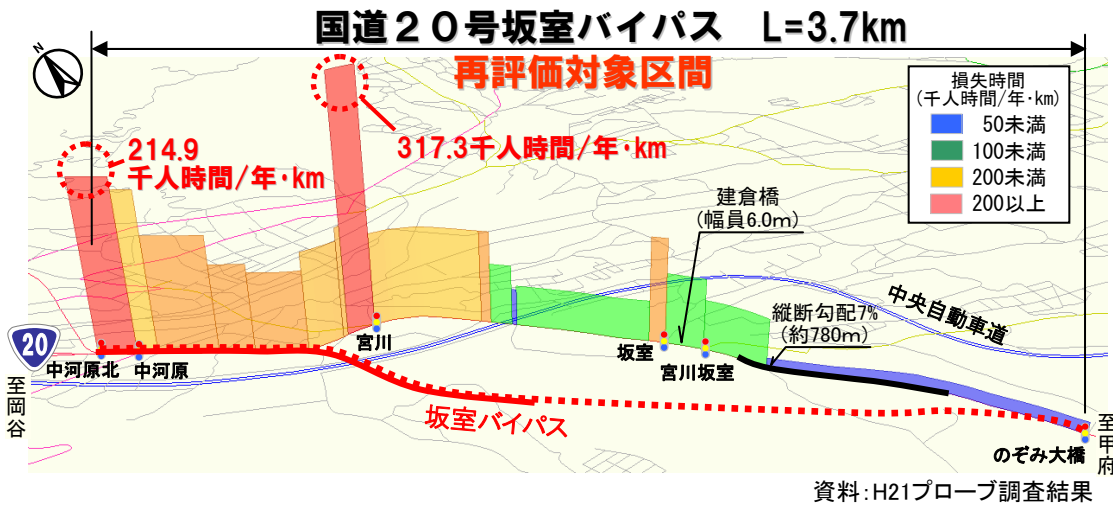 国道２０号坂室バイパス　L=3.7km
再評価対象区間
N
損失時間
(千人時間/年･km)
50未満
100未満
200未満
200以上
214.9
千人時間/年･km
317.3千人時間/年･km
建倉橋
(幅員6.0m)
中央自動車道
縦断勾配7%
(約780m)
20
至岡谷
中河原北
中河原
宮川
坂室
宮川坂室
坂室バイパス
のぞみ大橋
至甲府
資料:H21プローブ調査結果